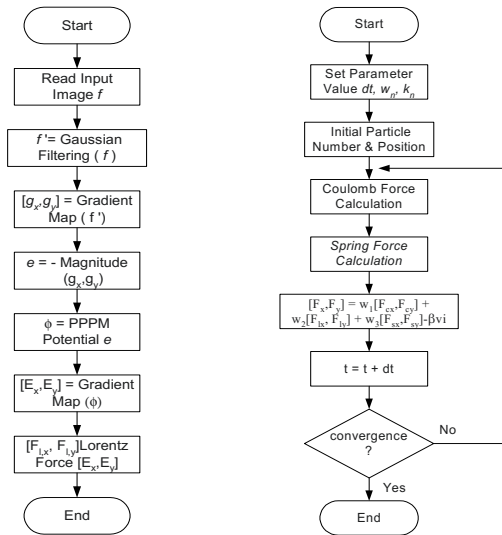 Start
Read Input
Image f
f '= Gaussian
Filtering ( f )
[gx,gy] = Gradient
Map ( f ')
e = - Magnitude
(gx,gy)
ϕ = PPPM
Potential e
[Ex,Ey] = Gradient
Map (ϕ)
[Fl,x, Fl,y]Lorentz
Force [Ex,Ey]
End
Start
Set Parameter
Value dt, wn, kn
Initial Particle
Number & Position
Coulomb Force
Calculation
Spring Force
Calculation
[Fx,Fy] = w1[Fcx,Fcy] +
w2[Flx, Fly] + w3[Fsx,Fsy]-βvi
t = t + dt
convergence
?
No
Yes
End